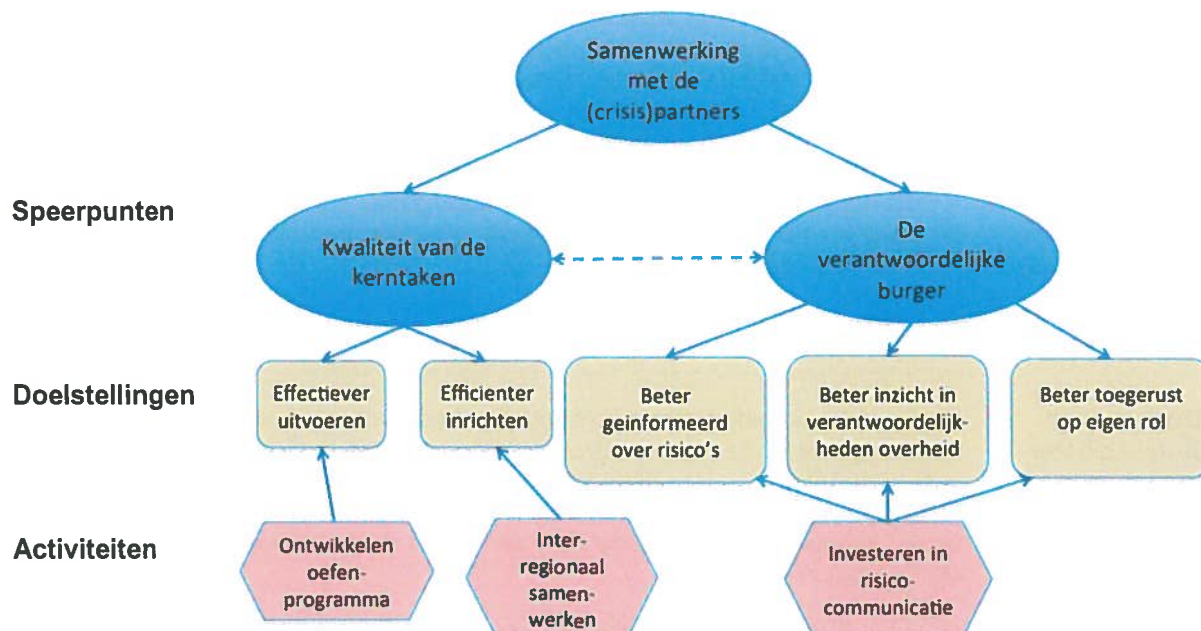 Samenwerking
met de
(crisis)partners
Speerpunten
Kwaliteit van de
kerntaken
De
verantwoordelijke
burger
Doelstellingen
Effectiever
uitvoeren
Efficienter
inrichten
Beter
geinformeerd
over risico's
Beter inzicht in
verantwoordelijk-
heden overheid
Beter toegerust
op eigen rol
Activiteiten
Ontwikkelen
oefen-
programma
Inter-
regionaal
samen-
werken
Investeren in
risico-
communicatie